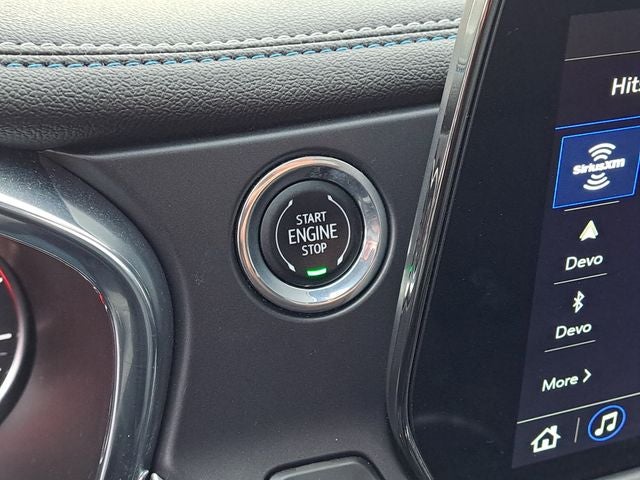 START
ENGINE
STOP
Hits
SiriusXM
Devo
Devo
More